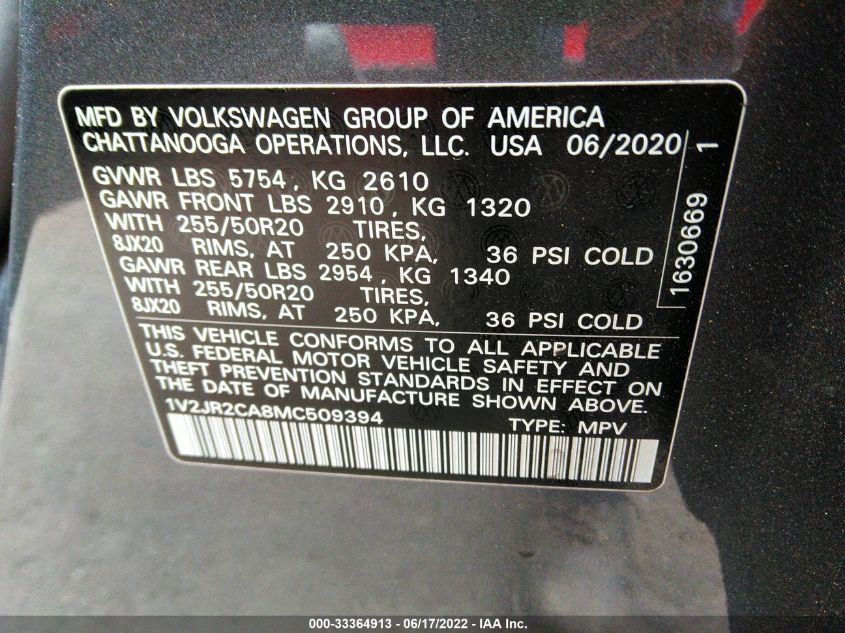 MFD BY VOLKSWAGEN GROUP OF AMERICA
CHATTANOOGA OPERATIONS, LLC. USA 06/2020
GVWR LBS 5754, KG 2610
GAWR FRONT LBS 2910, KG 1320
WITH 255/50R20 TIRES,
8JX20 RIMS, AT 250 KPA, 36 PSI COLD
GAWR REAR LBS 2954, KG 1340
WITH 255/50R20 TIRES,
8JX20 RIMS, AT 250 KPA, 36 PSI COLD
THIS VEHICLE CONFORMS TO ALL APPLICABLE
U.S. FEDERAL MOTOR VEHICLE SAFETY AND
THEFT PREVENTION STANDARDS IN EFFECT ON
THE DATE OF MANUFACTURE SHOWN ABOVE.
1V2JR2CA8MC509394 TYPE: MPV
1630669 1
000-33364913 - 06/17/2022 - IAA Inc.